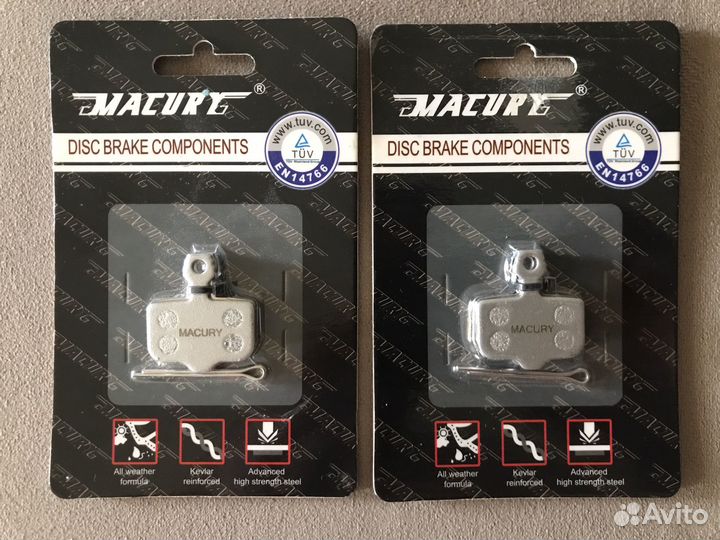 MACURY®
DISC BRAKE COMPONENTS
www.tuv.com
TÜV
EN14766
MACURY
All weather
formula
Kevlar
reinforced
Advanced
high strength steel
MACURY®
DISC BRAKE COMPONENTS
www.tuv.com
TÜV
EN14766
MACURY
All weather
formula
Kevlar
reinforced
Advanced
high strength steel
Avito